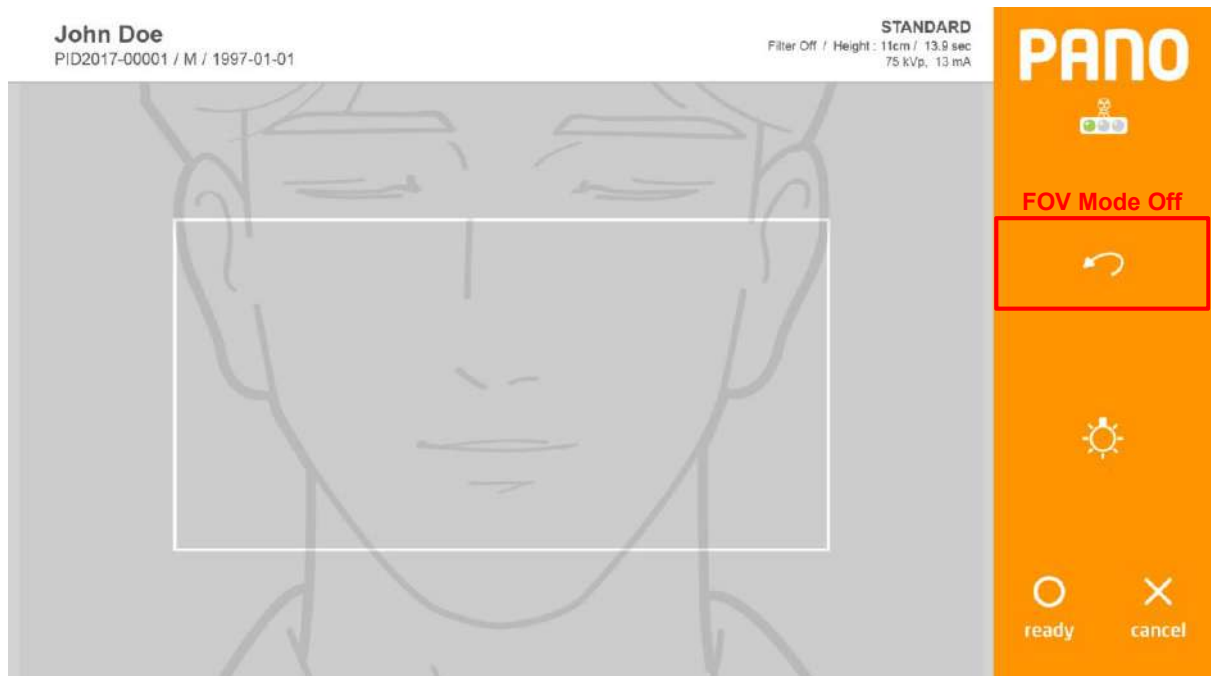 John Doe
PID2017-00001 / M / 1997-01-01
STANDARD
Filter Off / Height : 11cm / 13.9 sec
75 kVp, 13 mA
PANO
FOV Mode Off
ready
cancel